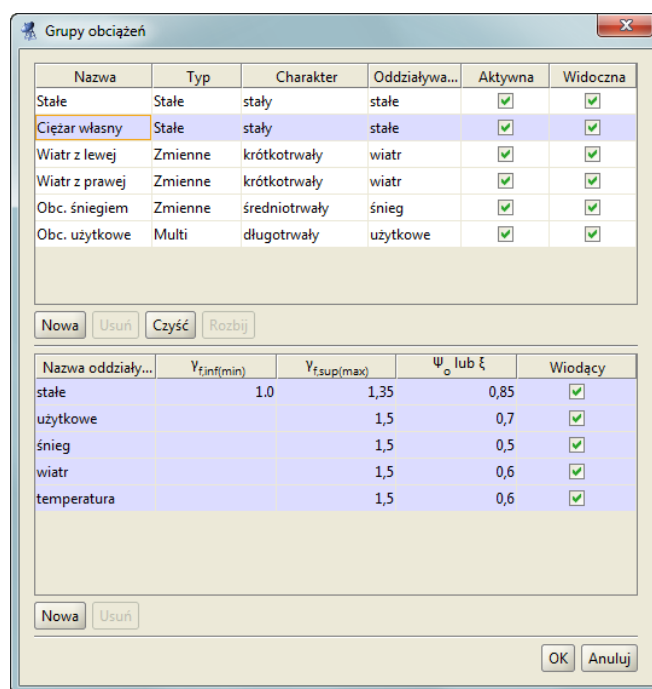 Grupy obciążeń
Nazwa Typ Charakter Oddziaływa... Aktywna Widoczna
Stałe Stałe stały stałe
Ciężar własny Stałe stały stałe
Wiatr z lewej Zmienne krótkotrwały wiatr
Wiatr z prawej Zmienne krótkotrwały wiatr
Obc. śniegiem Zmienne średniotrwały śnieg
Obc. użytkowe Multi długotrwały użytkowe
Nowa Usuń Czyść Rozbij
Nazwa oddziały... γf,inf(min) γf,sup(max) Ψo lub ξ Wiodący
stałe 1.0 1,35 0,85
użytkowe 1,5 0,7
śnieg 1,5 0,5
wiatr 1,5 0,6
temperatura 1,5 0,6
Nowa Usuń
OK Anuluj